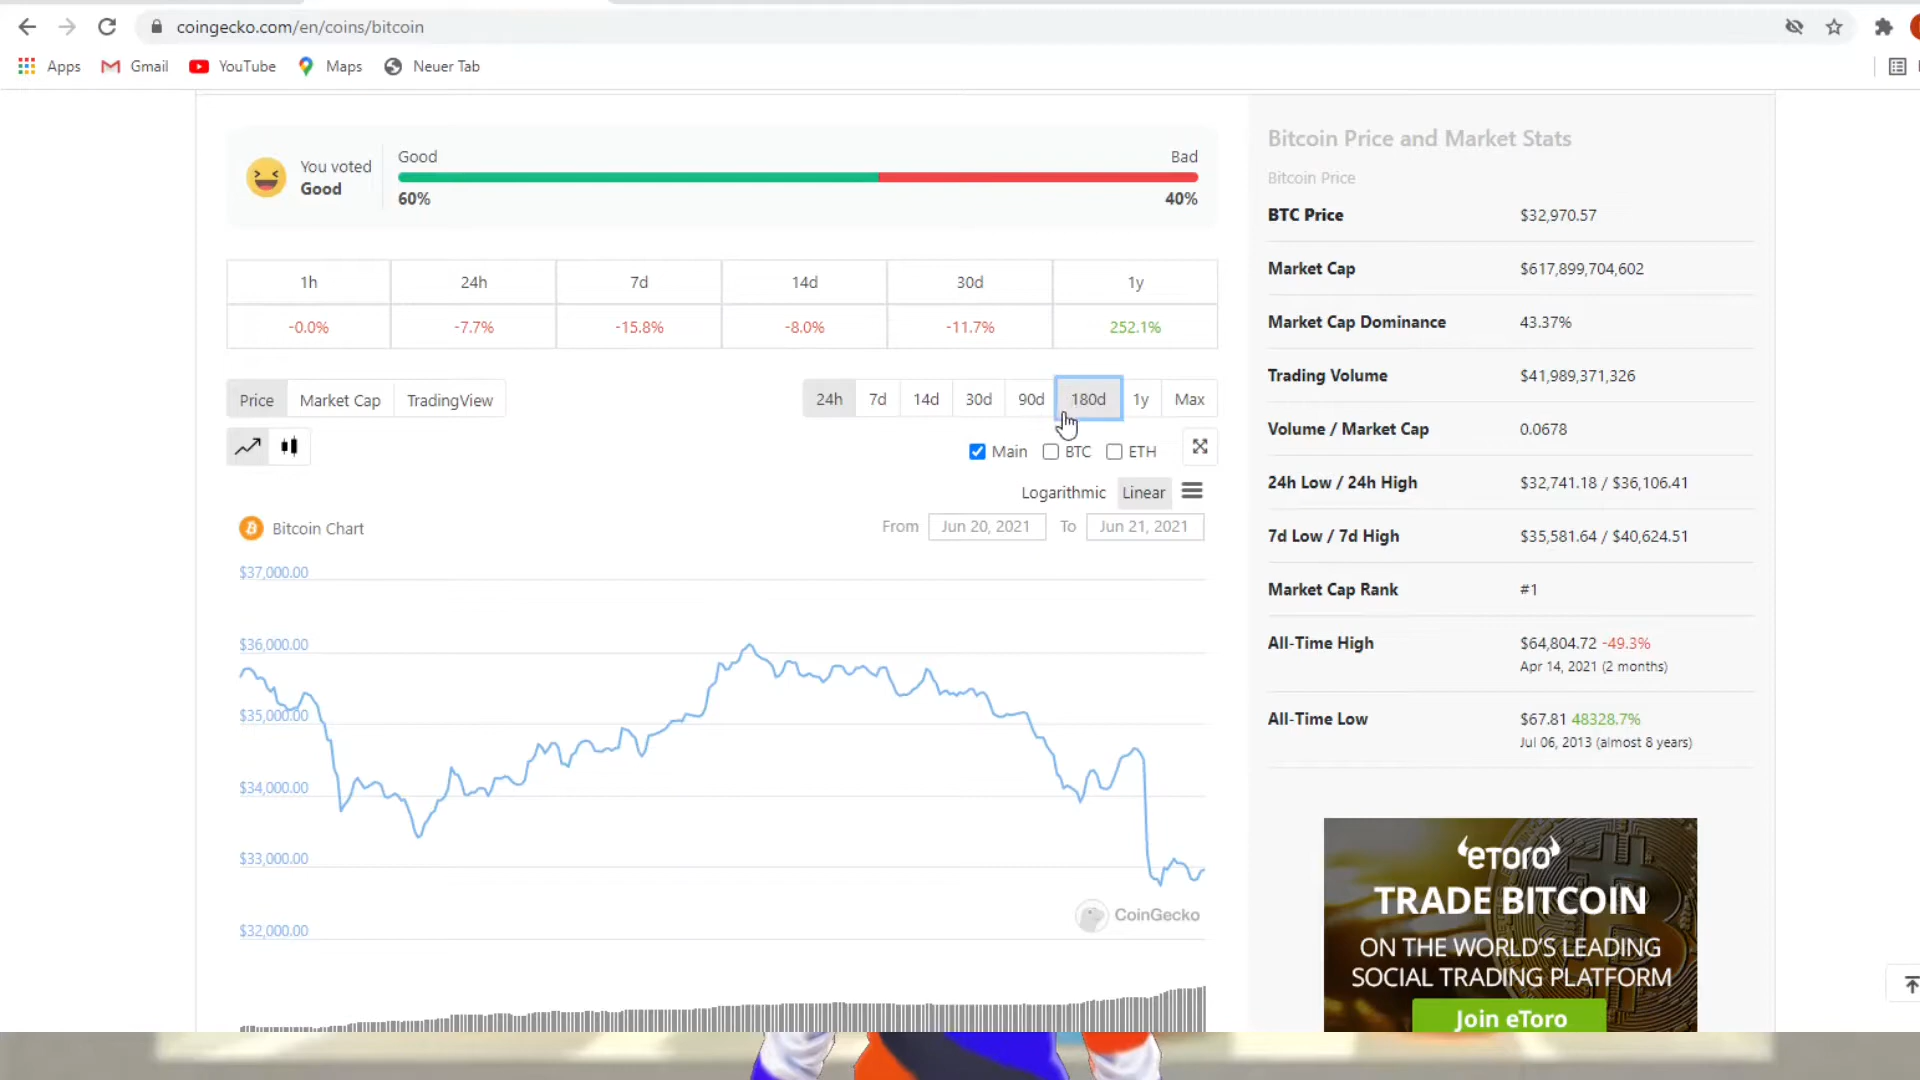 coingecko.com/en/coins/bitcoin
Apps Gmail YouTube Maps Neuer Tab
You voted
Good
Good Bad
60% 40%
1h 24h 7d 14d 30d 1y
-0.0% -7.7% -15.8% -8.0% -11.7% 252.1%
Price Market Cap TradingView
24h 7d 14d 30d 90d 180d 1y Max
Main BTC ETH
Logarithmic Linear
Bitcoin Chart
From Jun 20, 2021 To Jun 21, 2021
$37,000.00
$36,000.00
$35,000.00
$34,000.00
$33,000.00
$32,000.00
CoinGecko
Bitcoin Price and Market Stats
Bitcoin Price
BTC Price $32,970.57
Market Cap $617,899,704,602
Market Cap Dominance 43.37%
Trading Volume $41,989,371,326
Volume / Market Cap 0.0678
24h Low / 24h High $32,741.18 / $36,106.41
7d Low / 7d High $35,581.64 / $40,624.51
Market Cap Rank #1
All-Time High $64,804.72 -49.3%
Apr 14, 2021 (2 months)
All-Time Low $67.81 48328.7%
Jul 06, 2013 (almost 8 years)
eToro
TRADE BITCOIN
ON THE WORLD'S LEADING
SOCIAL TRADING PLATFORM
Join eToro